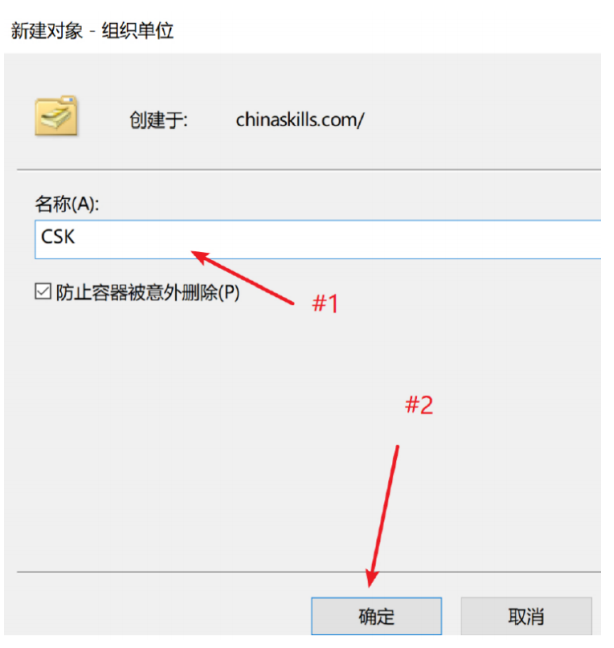 新建对象 - 组织单位
创建于: chinaskills.com/
名称(A):
CSK
防止容器被意外删除(P)
#1
#2
确定 取消